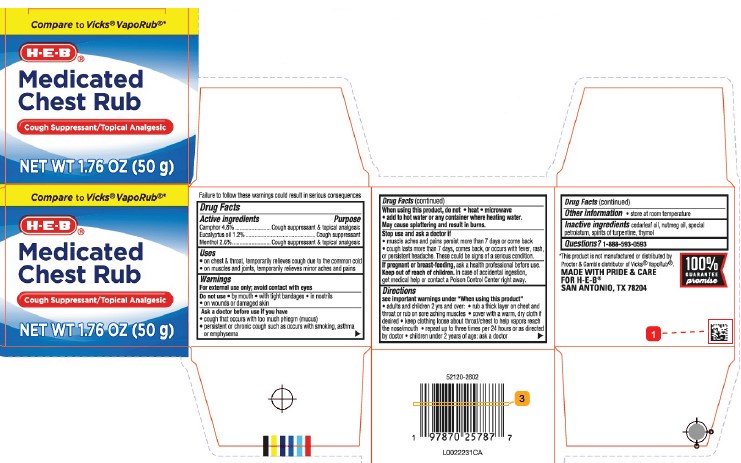 Compare to Vicks® VapoRub®*
H-E-B®
Medicated
Chest Rub
Cough Suppressant/Topical Analgesic
NET WT 1.76 OZ (50 g)
Compare to Vicks® VapoRub®*
H-E-B®
Medicated
Chest Rub
Cough Suppressant/Topical Analgesic
NET WT 1.76 OZ (50 g)
Failure to follow these warnings could result in serious consequences
Drug Facts
Active ingredients Purpose
Camphor 4.8% Cough suppressant & topical analgesic
Eucalyptus oil 1.2% Cough suppressant
Menthol 2.6% Cough suppressant & topical analgesic
Uses
• on chest & throat, temporarily relieves cough due to the common cold
• on muscles and joints, temporarily relieves minor aches and pains
Warnings
For external use only; avoid contact with eyes
Do not use • by mouth • with tight bandages • in nostrils
• on wounds or damaged skin
Ask a doctor before use if you have
• cough that occurs with too much phlegm (mucus)
• persistent or chronic cough such as occurs with smoking, asthma
or emphysema
Drug Facts (continued)
When using this product, do not • heat • microwave
• add to hot water or any container where heating water.
May cause splattering and result in burns.
Stop use and ask a doctor if
• muscle aches and pains persist more than 7 days or come back
• cough lasts more than 7 days, comes back, or occurs with fever, rash,
or persistent headache. These could be signs of a serious condition.
If pregnant or breast-feeding, ask a health professional before use.
Keep out of reach of children. In case of accidental ingestion,
get medical help or contact a Poison Control Center right away.
Directions
see important warnings under "When using this product"
• adults and children 2 yrs and over: • rub a thick layer on chest and
throat or rub on sore aching muscles • cover with a warm, dry cloth if
desired • keep clothing loose about throat/chest to help vapors reach
the nose/mouth • repeat up to three times per 24 hours or as directed
by doctor • children under 2 years of age: ask a doctor
Drug Facts (continued)
Other information • store at room temperature
Inactive ingredients cedarleaf oil, nutmeg oil, special
petrolatum, spirits of turpentine, thymol
Questions? 1-888-593-0593
*This product is not manufactured or distributed by
Procter & Gamble distributor of Vicks® VapoRub®.
MADE WITH PRIDE & CARE
FOR H-E-B®
SAN ANTONIO, TX 78204
100%
GUARANTEE
promise
1
52120-2602
3
1 97870 25787 7
L0022231CA